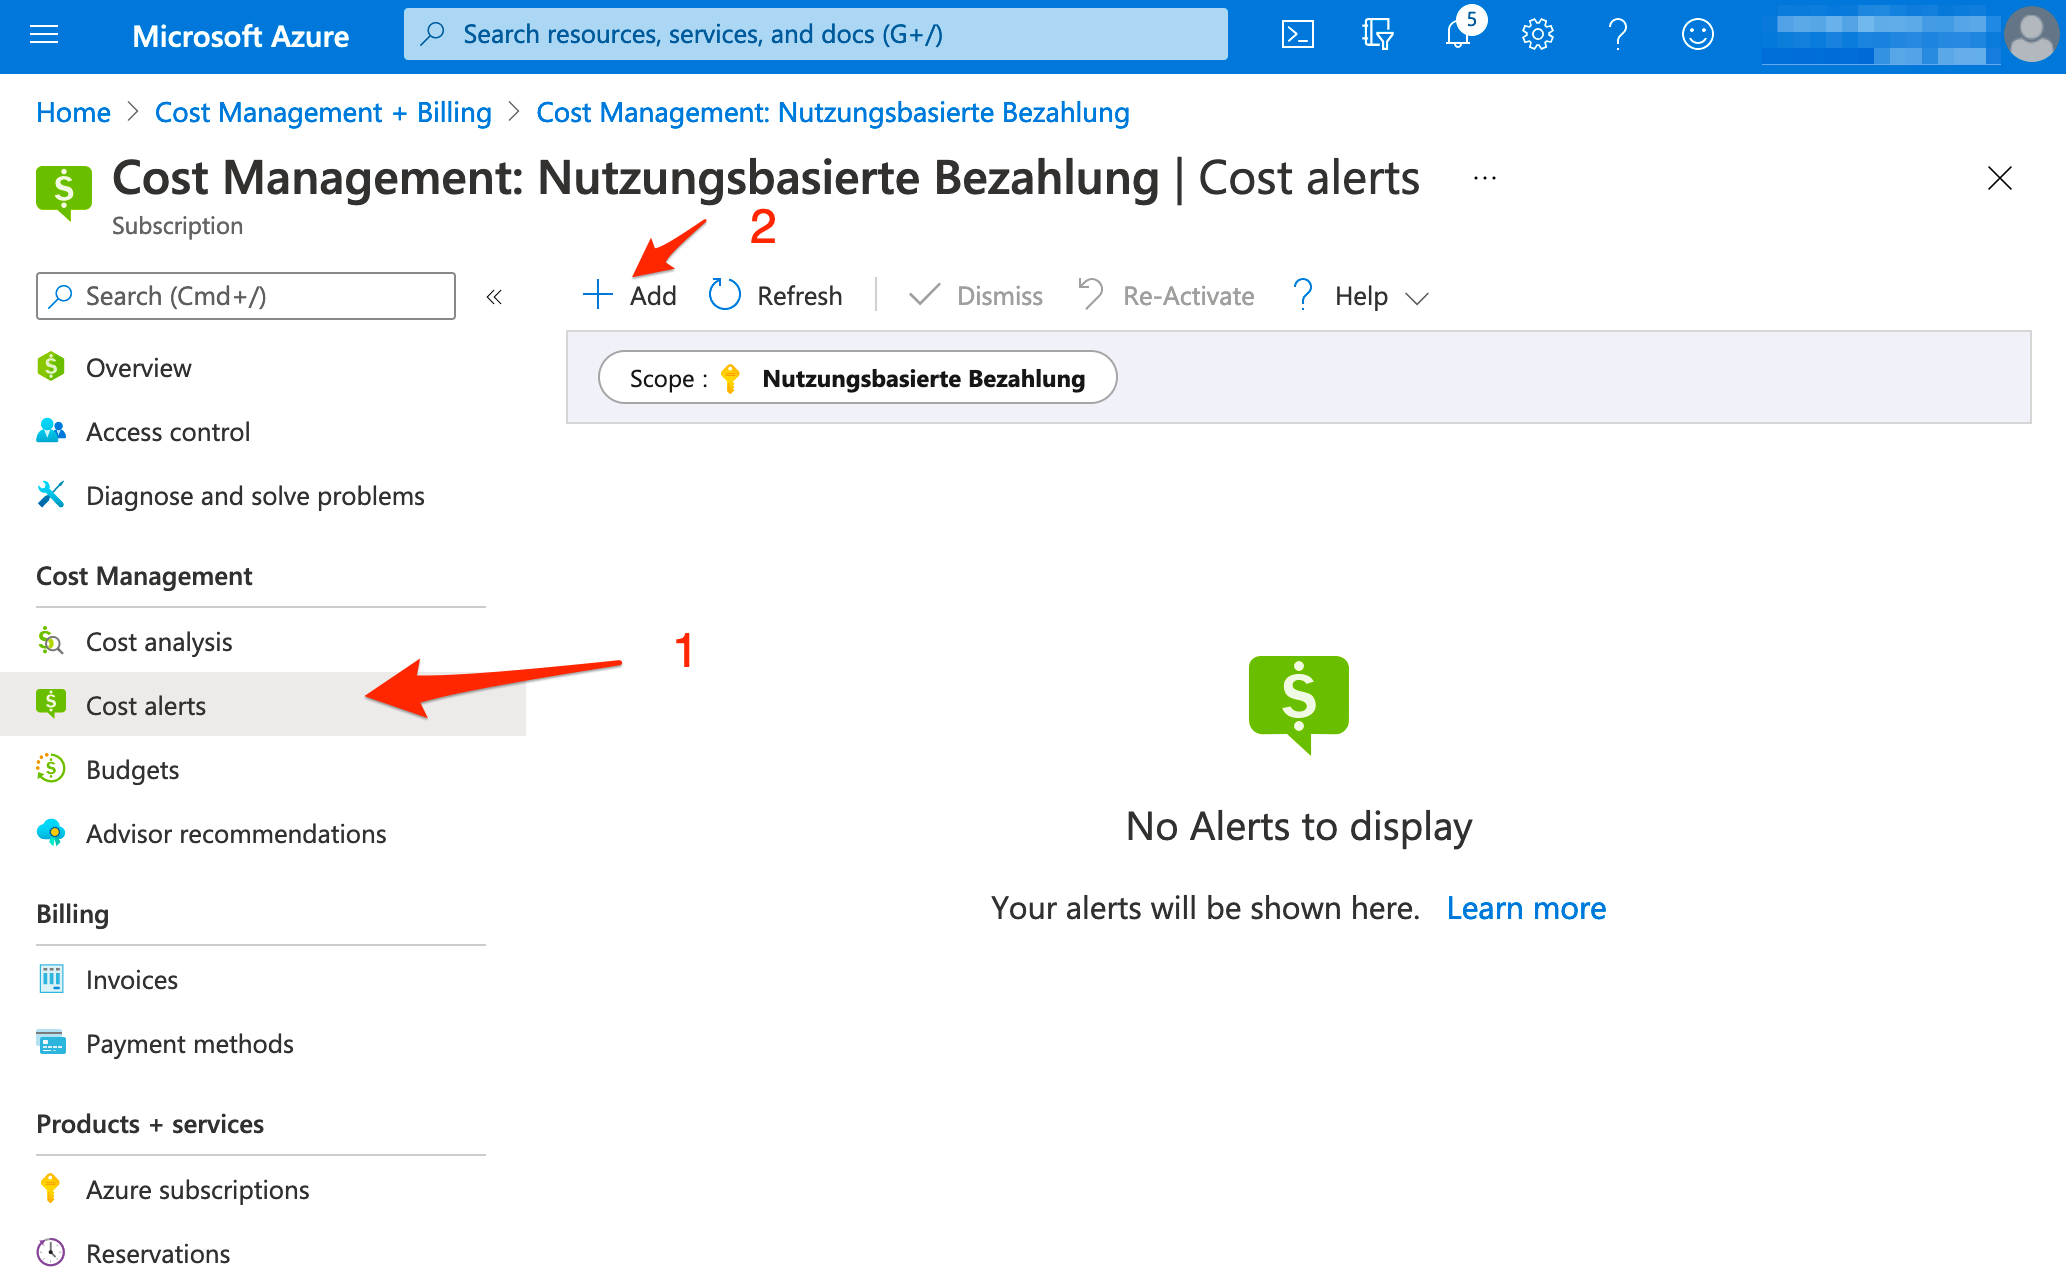 Microsoft Azure
Search resources, services, and docs (G+/)
5
Home > Cost Management + Billing > Cost Management: Nutzungsbasierte Bezahlung
Cost Management: Nutzungsbasierte Bezahlung | Cost alerts ...
Subscription
2
Search (Cmd+/)
«
Add Refresh Dismiss Re-Activate ? Help
Scope : Nutzungsbasierte Bezahlung
Overview
Access control
Diagnose and solve problems
Cost Management
Cost analysis
1
Cost alerts
Budgets
Advisor recommendations
Billing
Invoices
Payment methods
Products + services
Azure subscriptions
Reservations
No Alerts to display
Your alerts will be shown here. Learn more